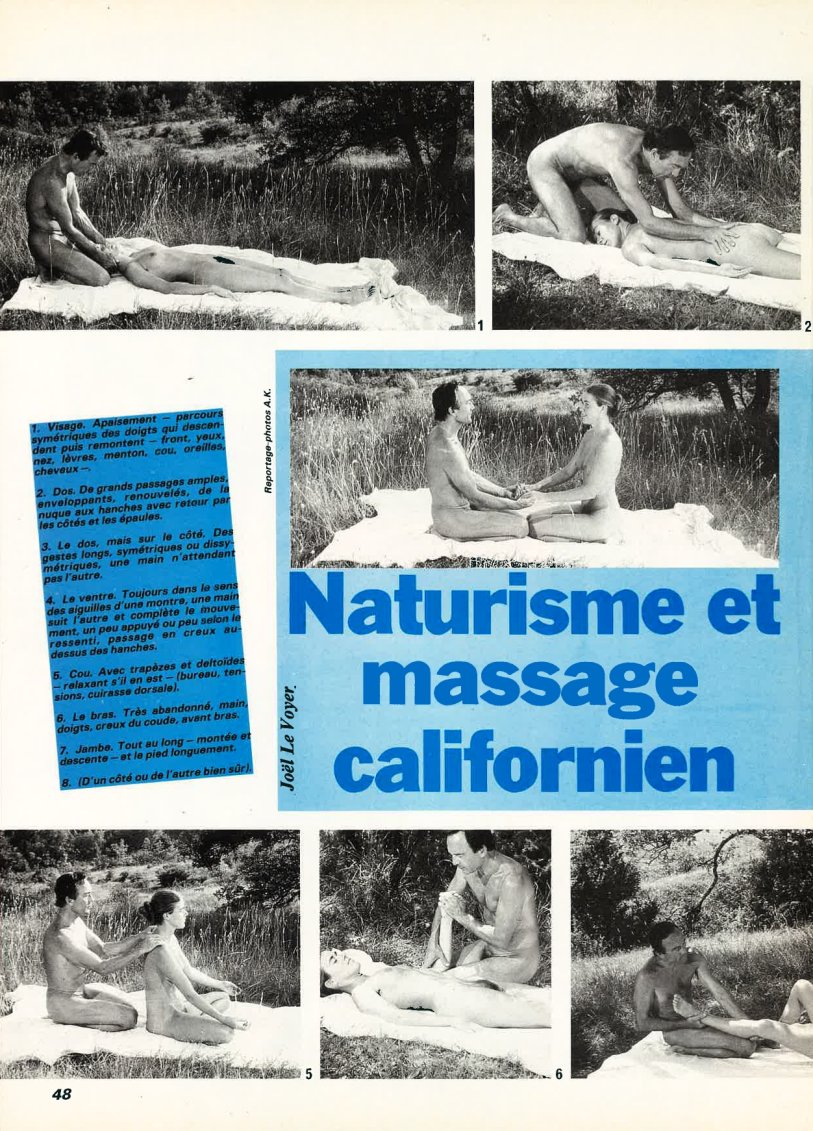 1
2
Reportage-photos A.K.
1. Visage. Apaisement — parcours
symétriques des doigts qui descen-
dent puis remontent — front, yeux,
nez, lèvres, menton, cou, oreilles,
cheveux —.
2. Dos. De grands passages amples,
enveloppants, renouvelés, de la
nuque aux hanches avec retour par
les côtés et les épaules.
3. Le dos, mais sur le côté. Des
gestes longs, symétriques ou dissy-
métriques, une main n'attendant
pas l'autre.
4. Le ventre. Toujours dans le sens
des aiguilles d'une montre, une main
suit l'autre et complète le mouve-
ment, un peu appuyé ou peu selon le
ressenti, passage en creux au-
dessus des hanches.
5. Cou. Avec trapèzes et deltoïdes
— relaxant s'il en est — (bureau, ten-
sions, cuirasse dorsale).
6. Le bras. Très abandonné, main,
doigts, creux du coude, avant bras.
7. Jambe. Tout au long — montée et
descente — et le pied longuement.
8. (D'un côté ou de l'autre bien sûr).
Naturisme et
massage
californien
Joël Le Voyer
5
6
48